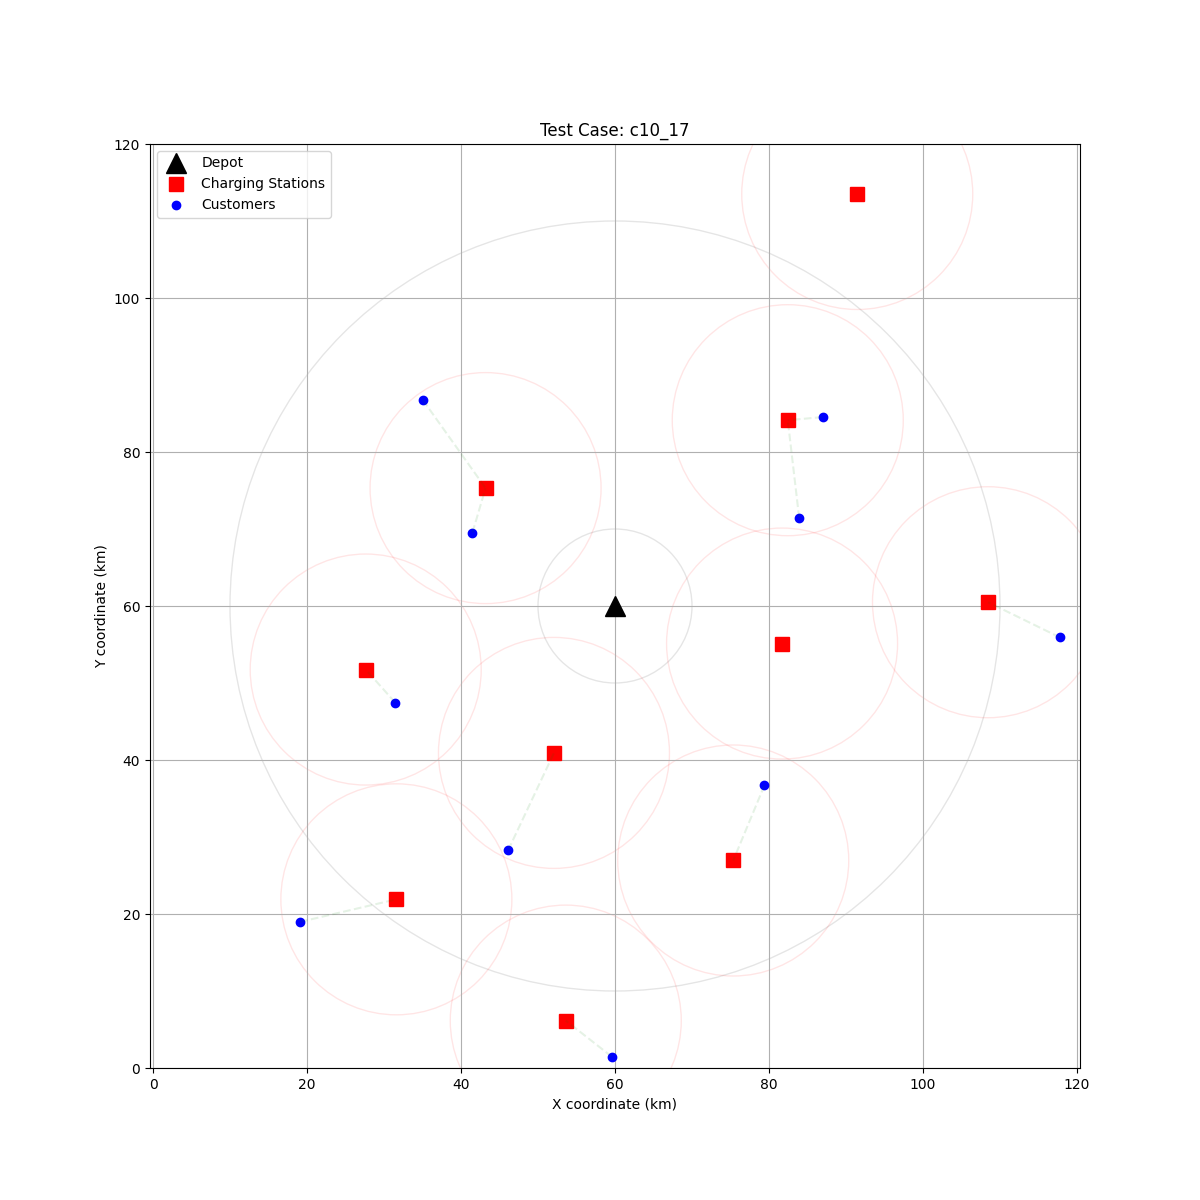 Test Case: c10_17
Depot
Charging Stations
Customers
120
100
80
60
40
20
0
Y coordinate (km)
0 20 40 60 80 100 120
X coordinate (km)